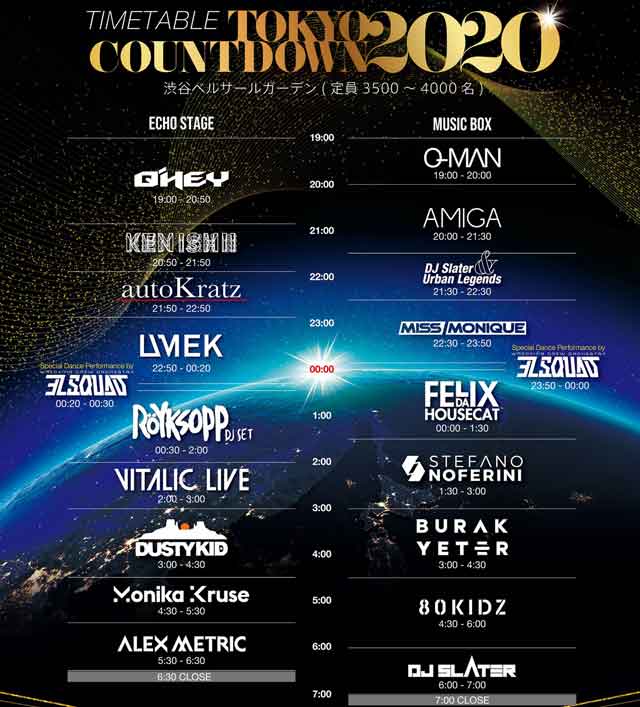 TIMETABLE TOKYO
COUNTDOWN 2020
渋谷ベルサールガーデン ( 定員 3500 ～ 4000 名 )
ECHO STAGE
Q'HEY
19:00 - 20:50
KEN ISHII
20:50 - 21:50
autoKratz
21:50 - 22:50
UMEK
22:50 - 00:20
Special Dance Performance by
ELSQUAD
00:20 - 00:30
RÖYKSOPP DJ SET
00:30 - 2:00
VITALIC LIVE
2:00 - 3:00
DUSTY KID
3:00 - 4:30
Monika Kruse
4:30 - 5:30
ALEX METRIC
5:30 - 6:30
6:30 CLOSE
19:00
20:00
21:00
22:00
23:00
00:00
1:00
2:00
3:00
4:00
5:00
6:00
7:00
MUSIC BOX
Q-MAN
19:00 - 20:00
AMIGA
20:00 - 21:30
DJ Slater &
Urban Legends
21:30 - 22:30
MISS MONIQUE
22:30 - 23:50
Special Dance Performance by
ELSQUAD
23:50 - 00:00
FELIX
DA
HOUSECAT
00:00 - 1:30
STEFANO
NOFERINI
1:30 - 3:00
BURAK
YETER
3:00 - 4:30
80KIDZ
4:30 - 6:00
DJ SLATER
6:00 - 7:00
7:00 CLOSE